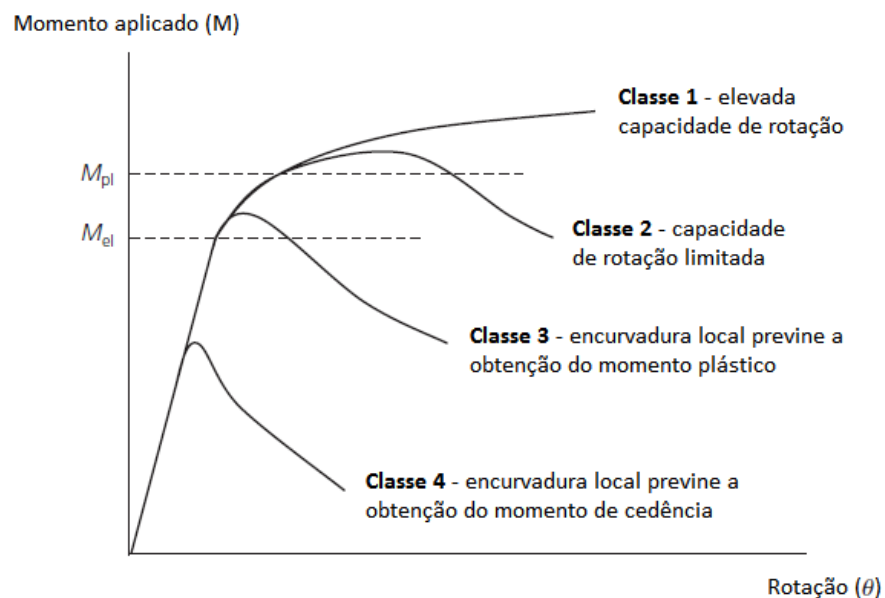 Momento aplicado (M)
Classe 1 - elevada
capacidade de rotação
Mpl
Mel
Classe 2 - capacidade
de rotação limitada
Classe 3 - encurvadura local previne a
obtenção do momento plástico
Classe 4 - encurvadura local previne a
obtenção do momento de cedência
Rotação (θ)